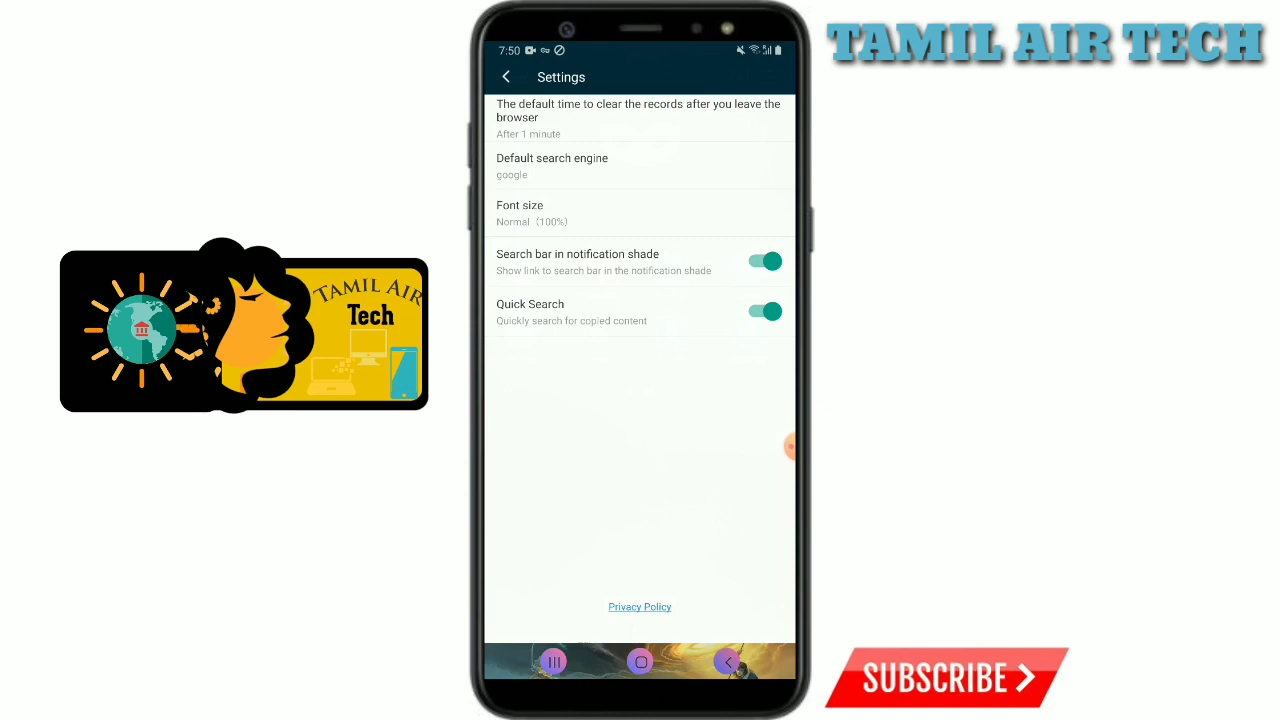 TAMIL AIR TECH
7:50
Settings
The default time to clear the records after you leave the
browser
After 1 minute
Default search engine
google
Font size
Normal (100%)
Search bar in notification shade
Show link to search bar in the notification shade
Quick Search
Quickly search for copied content
Privacy Policy
TAMIL AIR
Tech
SUBSCRIBE